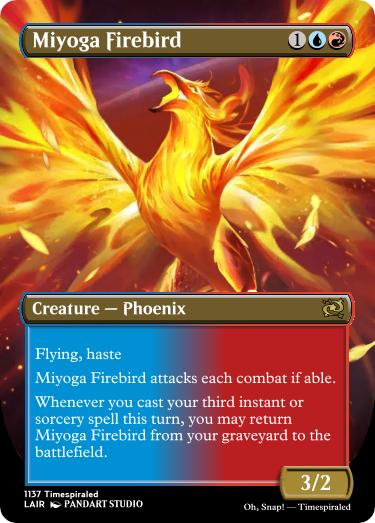 Miyoga Firebird 1
Creature — Phoenix
Flying, haste
Miyoga Firebird attacks each combat if able.
Whenever you cast your third instant or
sorcery spell this turn, you may return
Miyoga Firebird from your graveyard to the
battlefield.
3/2
1137 Timespiraled
LAIR PANDART STUDIO
Oh, Snap! — Timespiraled